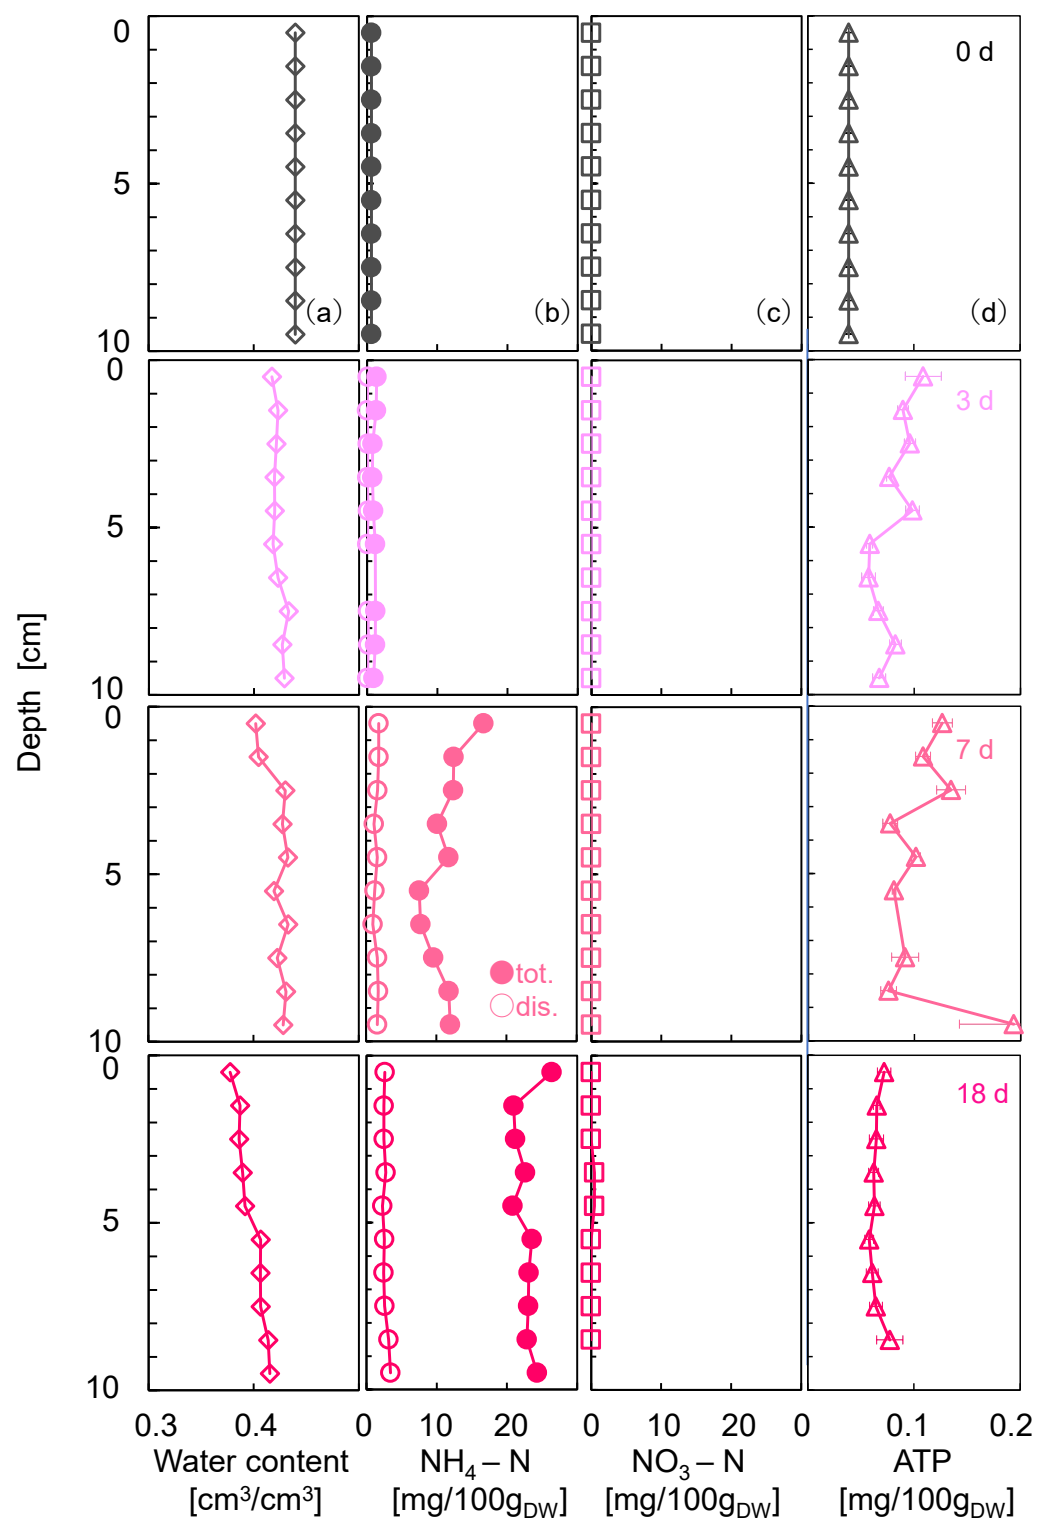 0
0 d
5
(a)
(b)
(c)
(d)
10
0
3 d
5
10
0
7 d
5
tot.
dis.
10
0
18 d
5
10
Depth [cm]
0.3 0.4 0 10 20 0 10 20 0 0.1 0.2
Water content NH₄ – N NO₃ – N ATP
[cm³/cm³] [mg/100g_DW] [mg/100g_DW] [mg/100g_DW]